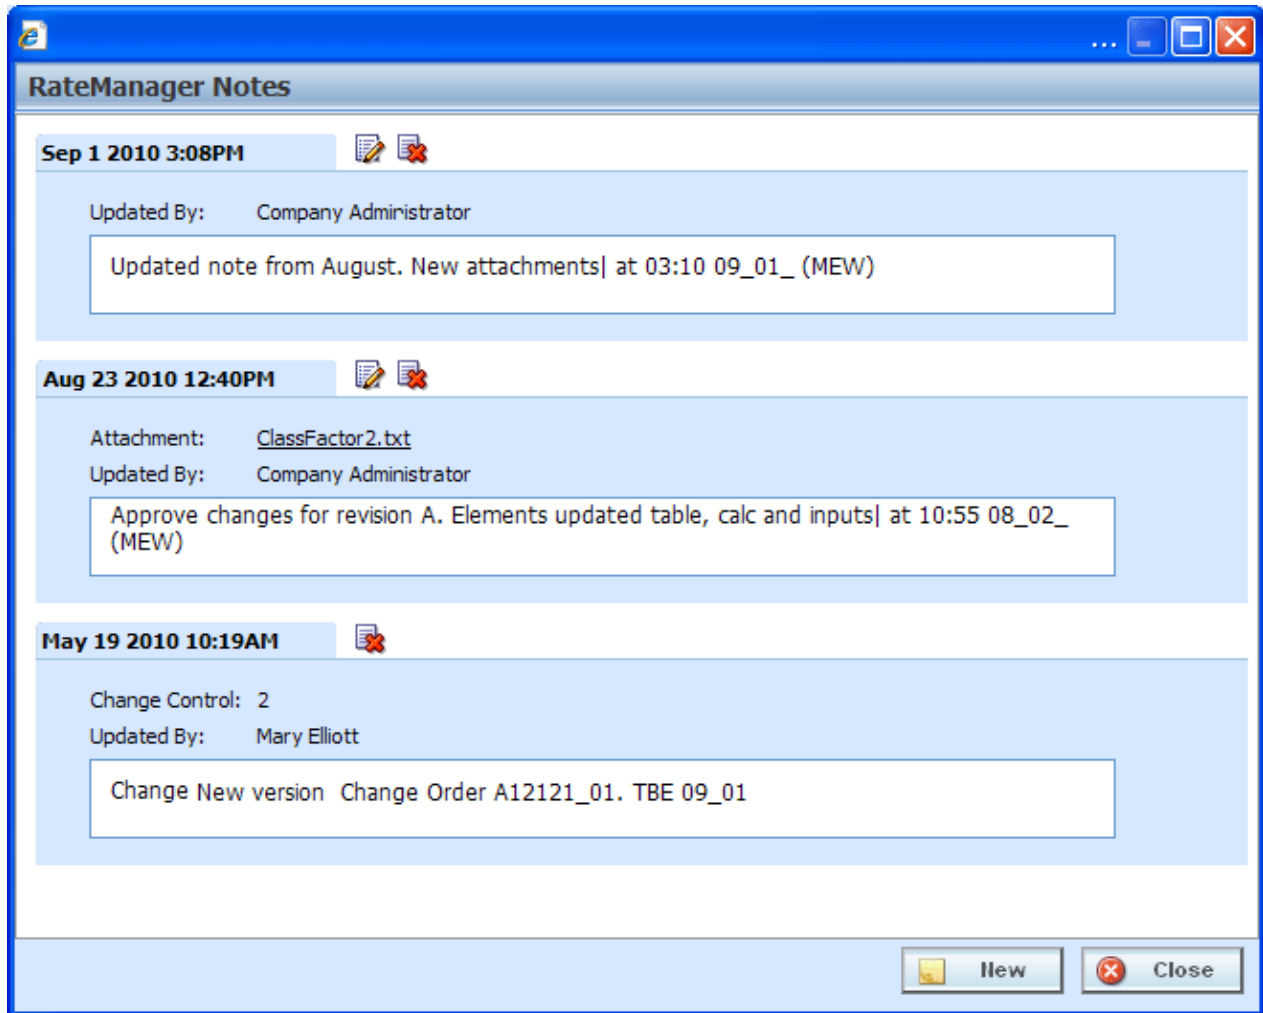 ...
RateManager Notes
Sep 1 2010 3:08PM
Updated By: Company Administrator
Updated note from August. New attachments| at 03:10 09_01_ (MEW)
Aug 23 2010 12:40PM
Attachment: ClassFactor2.txt
Updated By: Company Administrator
Approve changes for revision A. Elements updated table, calc and inputs| at 10:55 08_02_
(MEW)
May 19 2010 10:19AM
Change Control: 2
Updated By: Mary Elliott
Change New version Change Order A12121_01. TBE 09_01
New Close